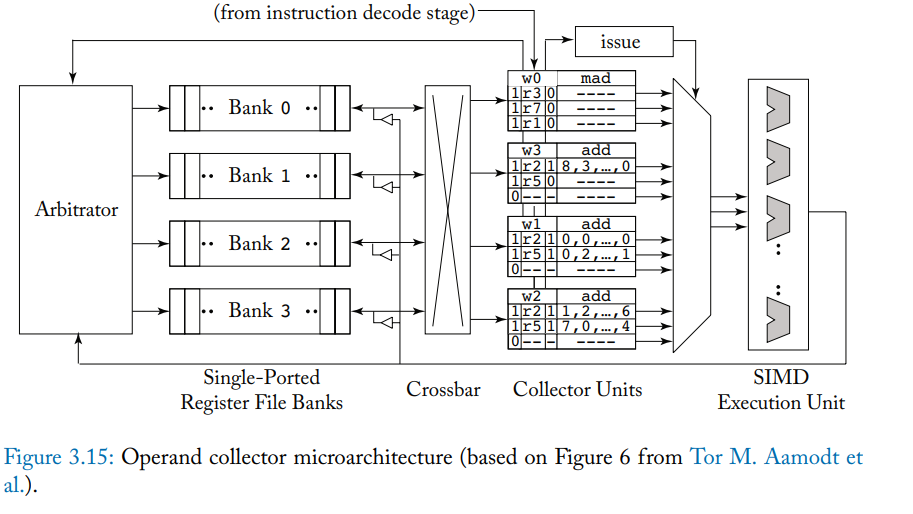 (from instruction decode stage)
issue
Arbitrator
.. Bank 0 ..
.. Bank 1 ..
.. Bank 2 ..
.. Bank 3 ..
w0 mad
1 r3 0 ----
1 r7 0 ----
1 r1 0 ----
w3 add
1 r2 1 8,3,…,0
1 r5 0 ----
0 -- - ----
w1 add
1 r2 1 0,0,…,0
1 r5 1 0,2,…,1
0 -- - ----
w2 add
1 r2 1 1,2,…,6
1 r5 1 7,0,…,4
0 -- - ----
Single-Ported
Register File Banks
Crossbar
Collector Units
SIMD
Execution Unit
Figure 3.15: Operand collector microarchitecture (based on Figure 6 from Tor M. Aamodt et
al.).